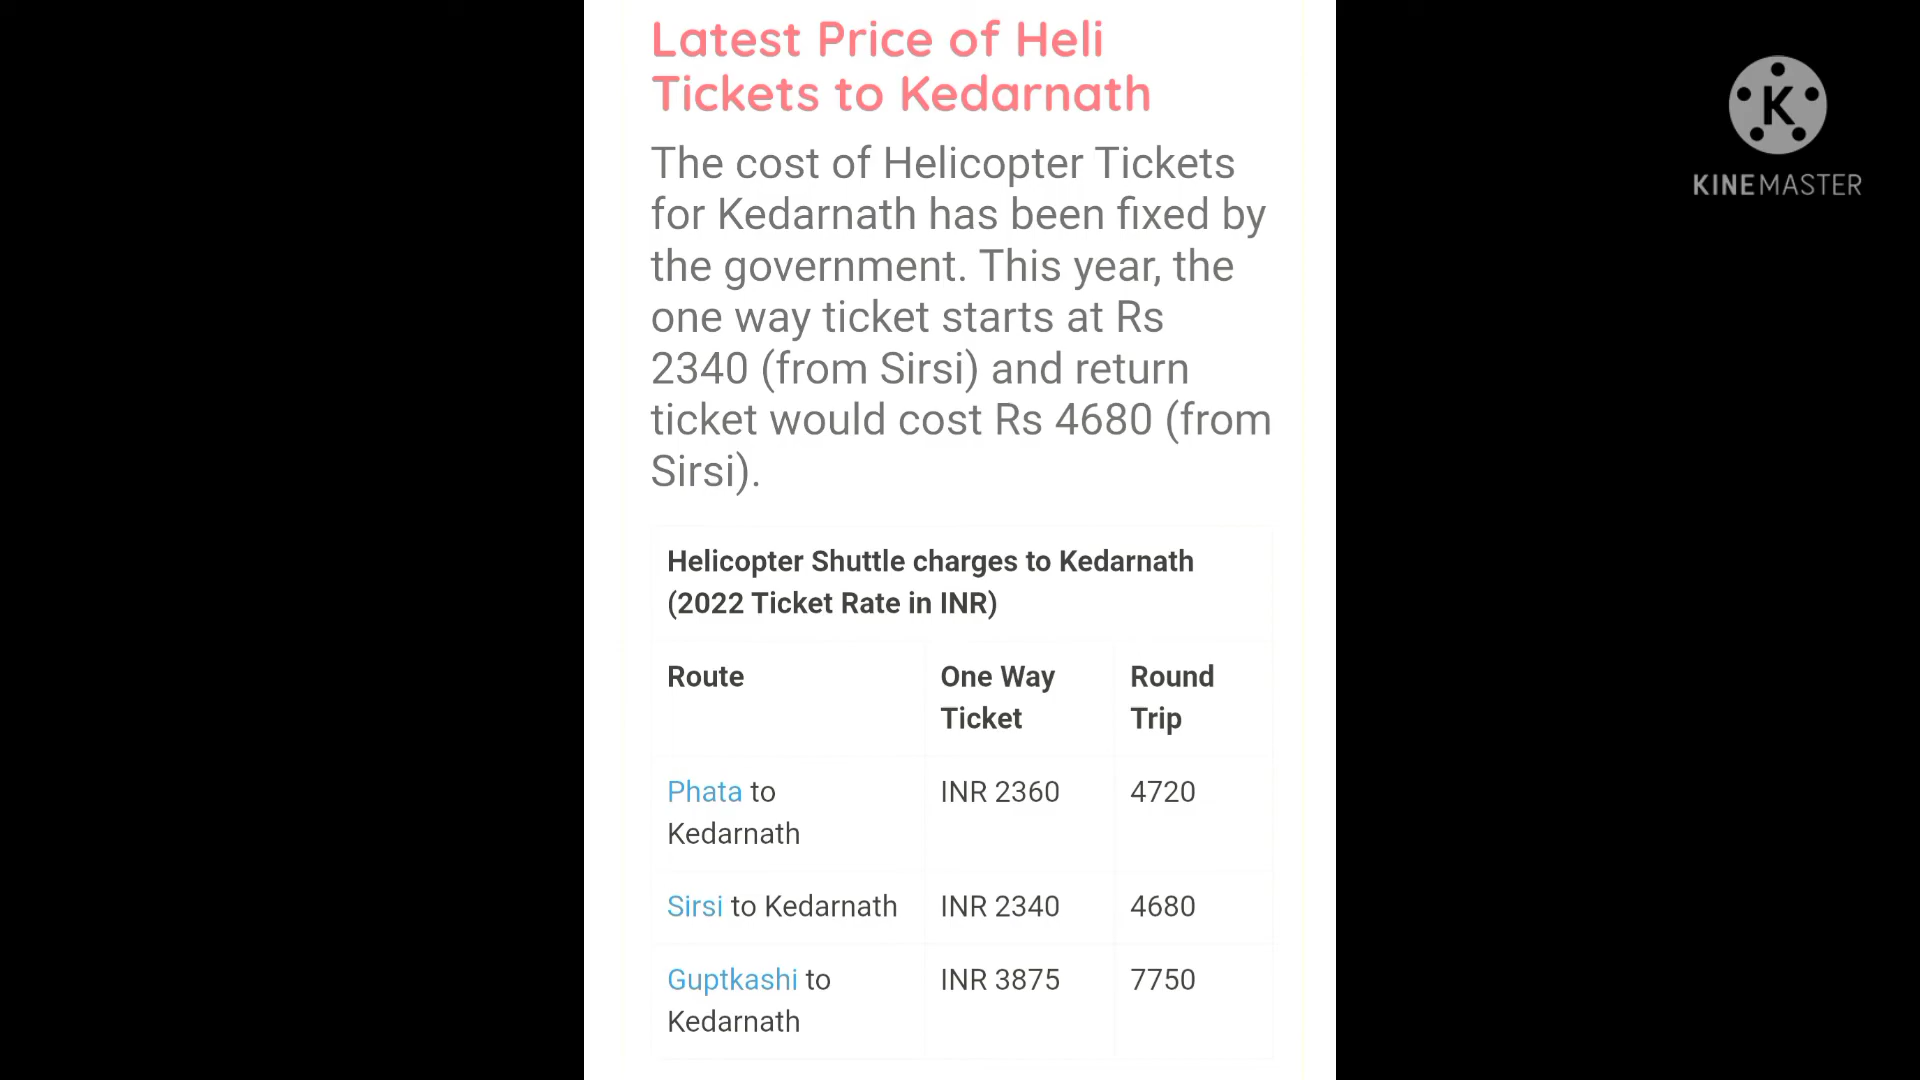 Latest Price of Heli
Tickets to Kedarnath
The cost of Helicopter Tickets
for Kedarnath has been fixed by
the government. This year, the
one way ticket starts at Rs
2340 (from Sirsi) and return
ticket would cost Rs 4680 (from
Sirsi).
Helicopter Shuttle charges to Kedarnath
(2022 Ticket Rate in INR)
Route One Way Ticket Round Trip
Phata to Kedarnath INR 2360 4720
Sirsi to Kedarnath INR 2340 4680
Guptkashi to Kedarnath INR 3875 7750
K
KINEMASTER